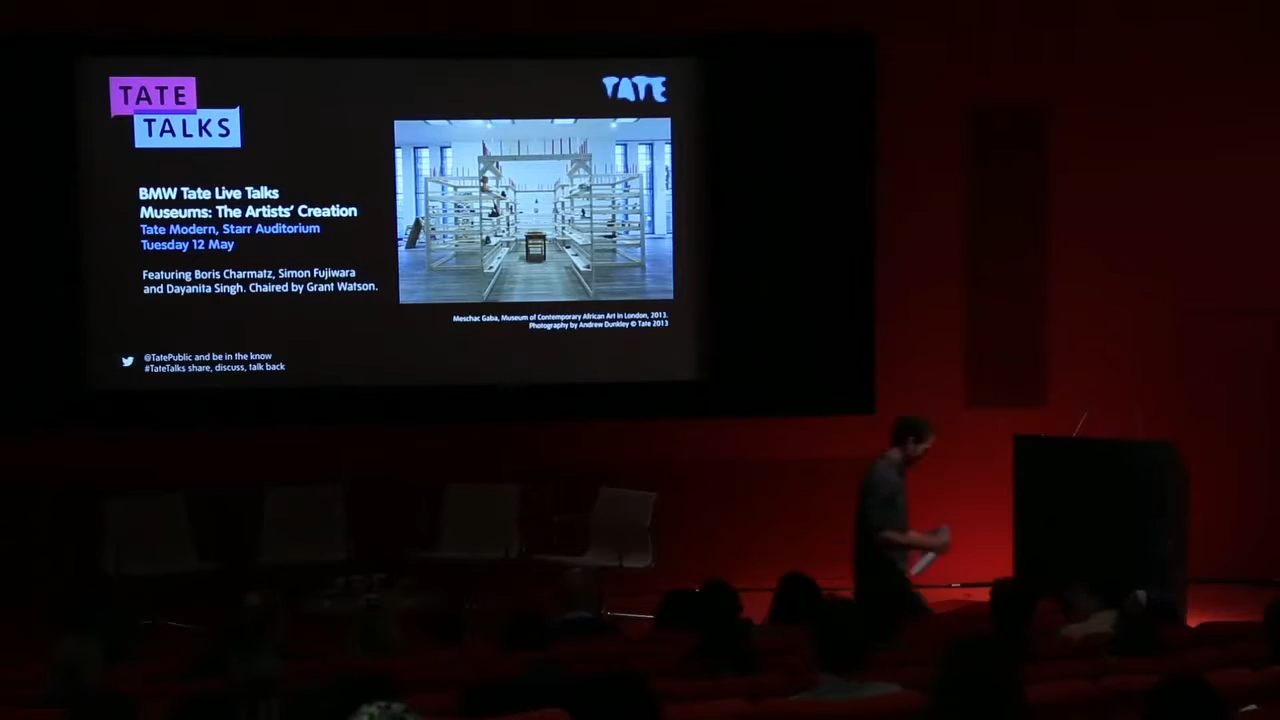 TATE
TALKS
TATE
BMW Tate Live Talks
Museums: The Artists' Creation
Tate Modern, Starr Auditorium
Tuesday 12 May
Featuring Boris Charmatz, Simon Fujiwara
and Dayanita Singh. Chaired by Grant Watson.
Meschac Gaba, Museum of Contemporary African Art in London, 2013.
Photography by Andrew Dunkley © Tate 2013
@TatePublic and be in the know
#TateTalks share, discuss, talk back